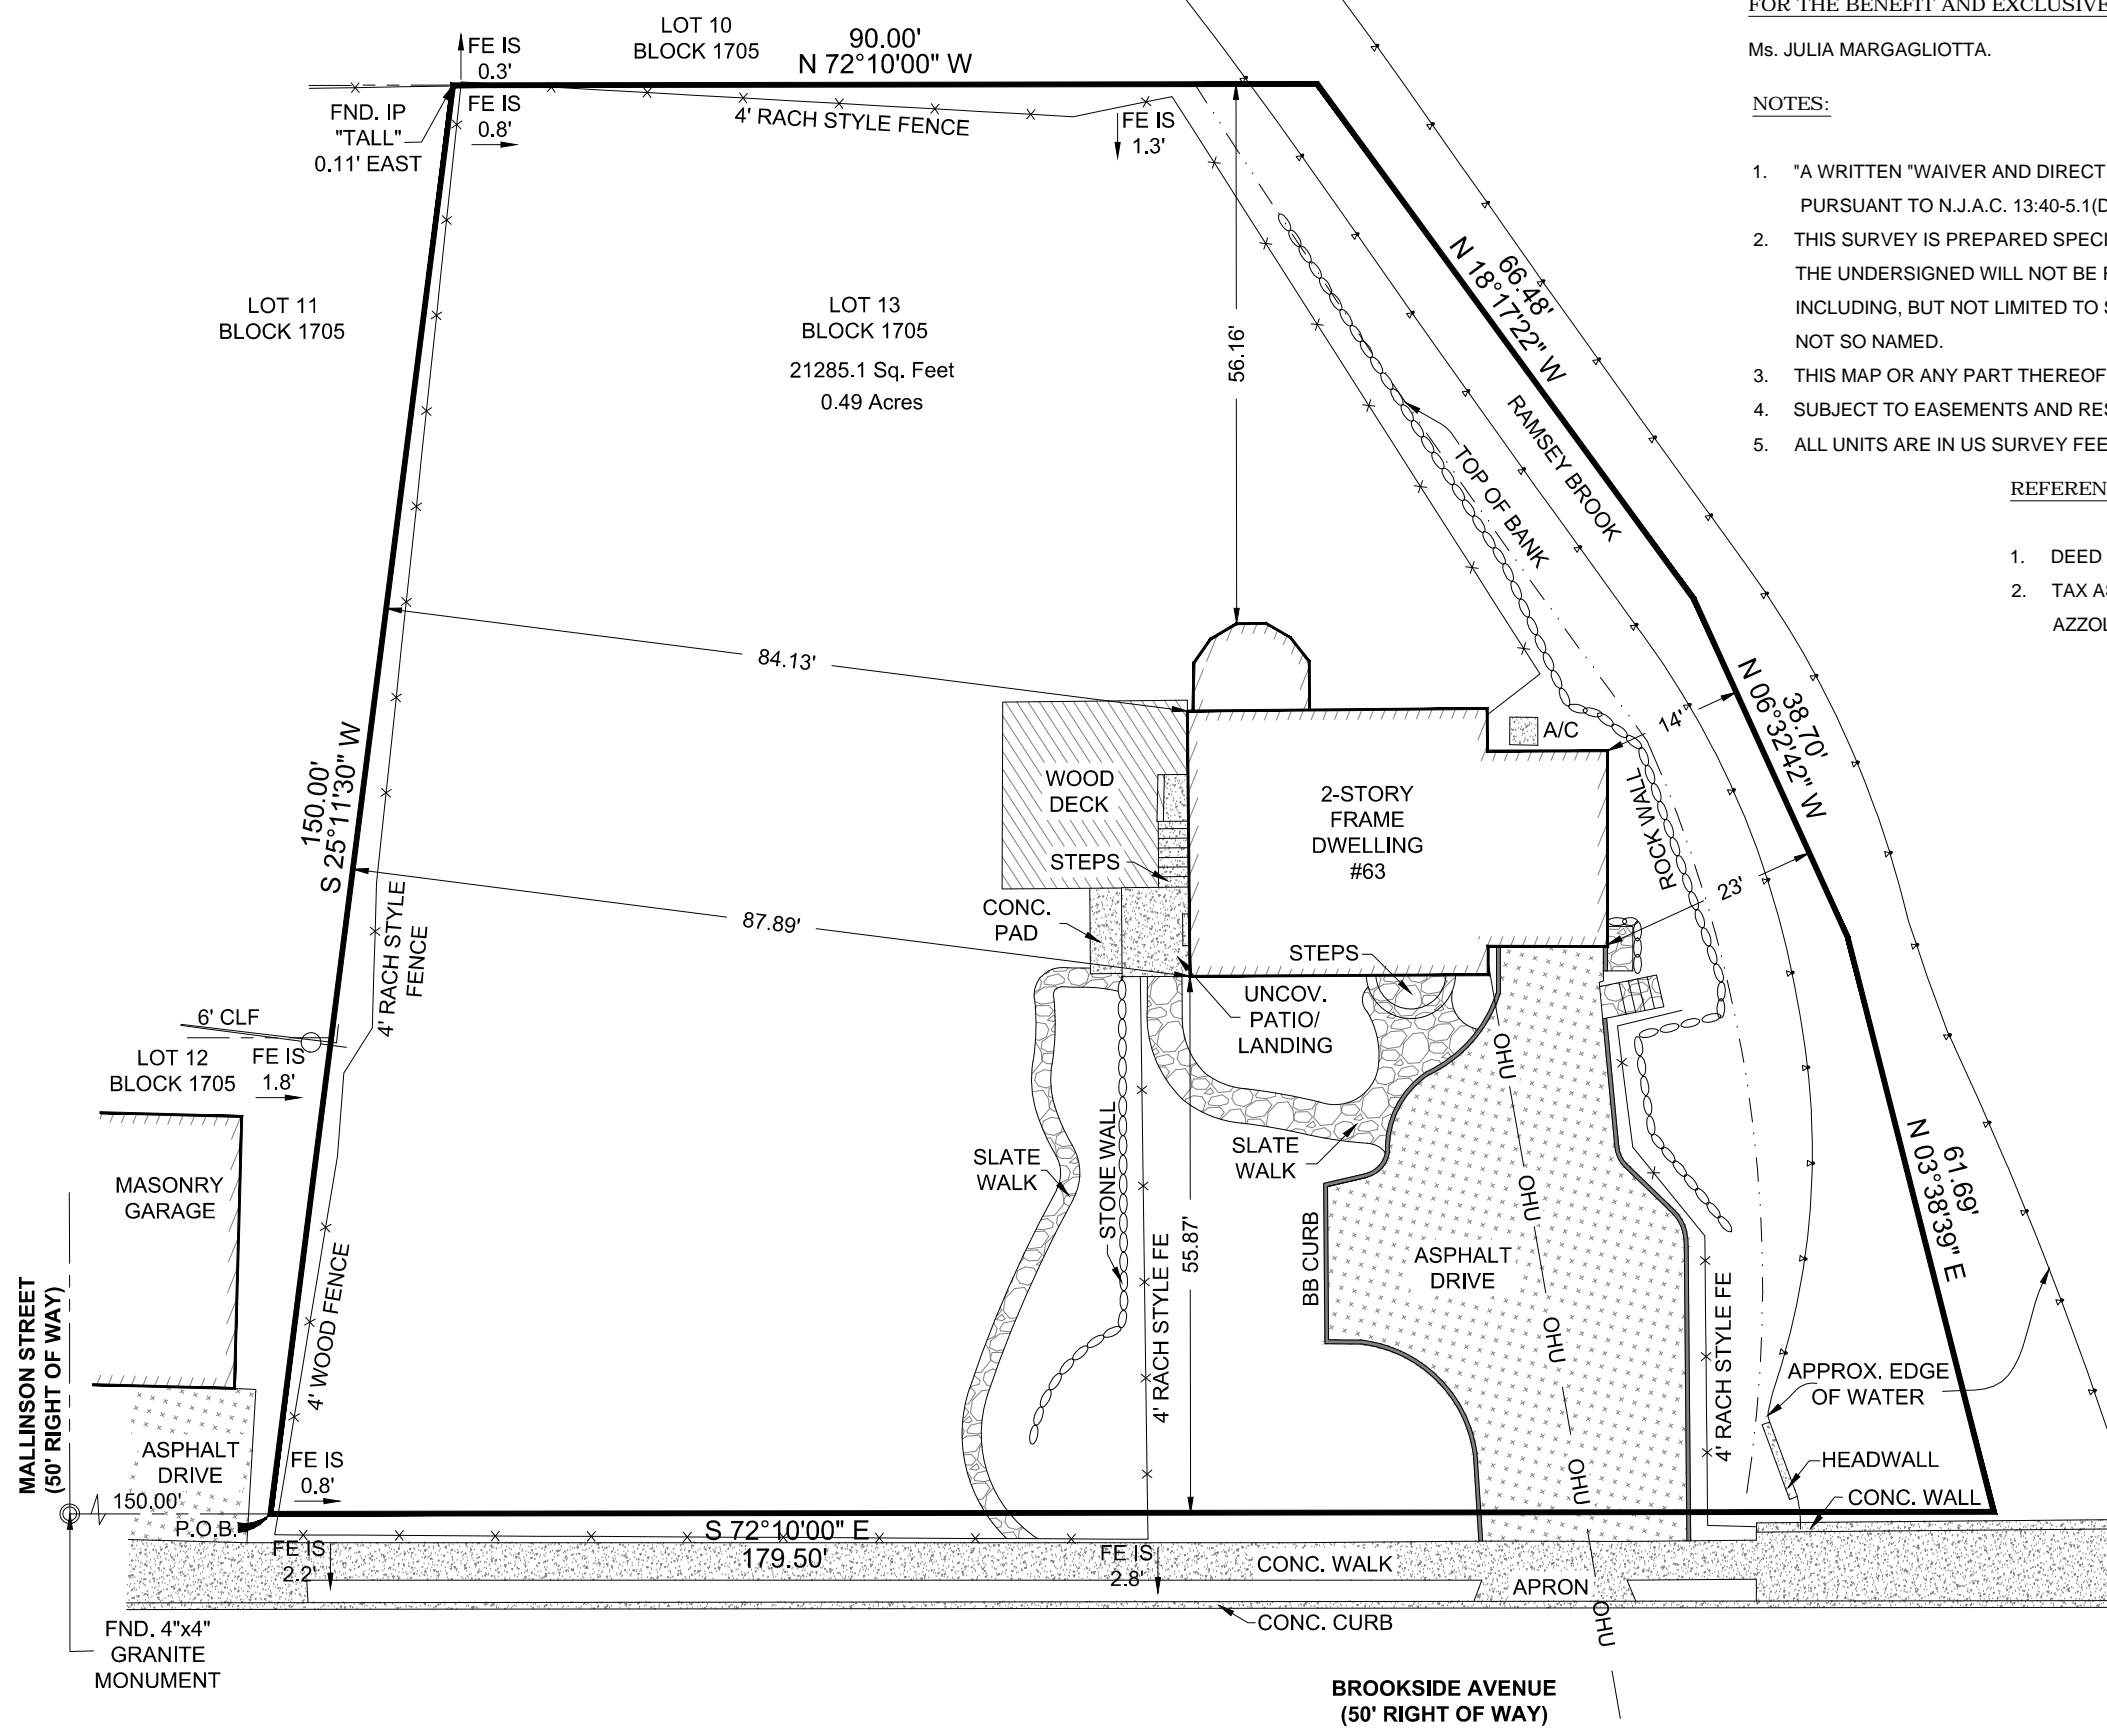 FOR THE BENEFIT AND EXCLUSIVE
Ms. JULIA MARGAGLIOTTA.
NOTES:
1. "A WRITTEN "WAIVER AND DIRECT
PURSUANT TO N.J.A.C. 13:40-5.1(D
2. THIS SURVEY IS PREPARED SPECI
THE UNDERSIGNED WILL NOT BE
INCLUDING, BUT NOT LIMITED TO
NOT SO NAMED.
3. THIS MAP OR ANY PART THEREOF
4. SUBJECT TO EASEMENTS AND RES
5. ALL UNITS ARE IN US SURVEY FEE
REFEREN
1. DEED
2. TAX AS
AZZOL
LOT 10
BLOCK 1705
90.00'
N 72°10'00" W
FE IS
0.3'
FE IS
0.8'
FND. IP
"TALL"
0.11' EAST
4' RACH STYLE FENCE
FE IS
1.3'
LOT 11
BLOCK 1705
LOT 13
BLOCK 1705
21285.1 Sq. Feet
0.49 Acres
56.16'
66.48'
N 18°17'22" W
RAMSEY BROOK
TOP OF BANK
84.13'
38.70'
N 06°32'42" W
14'
A/C
150.00'
S 25°11'30" W
WOOD
DECK
STEPS
2-STORY
FRAME
DWELLING
#63
ROCK WALL
23'
87.89'
CONC.
PAD
4' RACH STYLE
FENCE
STEPS
UNCOV.
PATIO/
LANDING
6' CLF
LOT 12
BLOCK 1705
FE IS
1.8'
OHU
MASONRY
GARAGE
SLATE
WALK
STONE WALL
SLATE
WALK
OHU
61.69'
N 03°38'39" E
4' RACH STYLE FE
55.87'
BB CURB
ASPHALT
DRIVE
OHU
4' RACH STYLE FE
MALLINSON STREET
(50' RIGHT OF WAY)
4' WOOD FENCE
APPROX. EDGE
OF WATER
ASPHALT
DRIVE
FE IS
0.8'
OHU
HEADWALL
150.00'
CONC. WALL
P.O.B.
S 72°10'00" E
179.50'
FE IS
2.2'
FE IS
2.8'
CONC. WALK
APRON
OHU
CONC. CURB
FND. 4"x4"
GRANITE
MONUMENT
BROOKSIDE AVENUE
(50' RIGHT OF WAY)